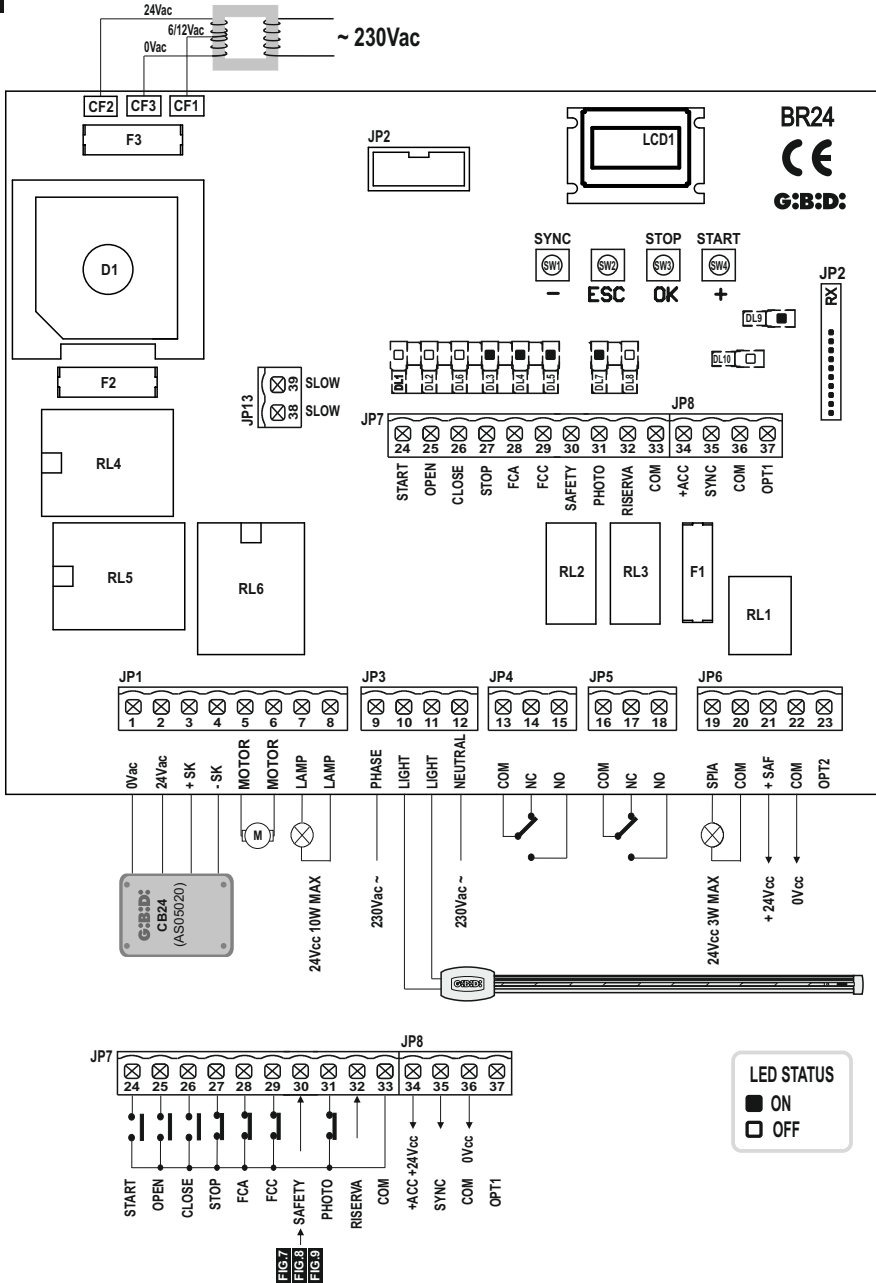 24Vac
6/12Vac
0Vac
~ 230Vac
CF2 CF3 CF1
F3
JP2
LCD1
BR24
CE
G:B:D:
D1
SYNC STOP START
SW1 SW2 SW3 SW4
- ESC OK +
JP2
RX
DL9
DL10
F2
JP13
39 SLOW
38 SLOW
DL1 DL2 DL6 DL3 DL4 DL5 DL7 DL8
JP7 JP8
24 25 26 27 28 29 30 31 32 33 34 35 36 37
START OPEN CLOSE STOP FCA FCC SAFETY PHOTO RISERVA COM +ACC SYNC COM OPT1
RL4
RL5
RL6
RL2
RL3
F1
RL1
JP1 JP3 JP4 JP5 JP6
1 2 3 4 5 6 7 8 9 10 11 12 13 14 15 16 17 18 19 20 21 22 23
0Vac 24Vac + SK - SK MOTOR MOTOR LAMP LAMP PHASE LIGHT LIGHT NEUTRAL COM NC NO COM NC NO SPIA COM + SAF COM OPT2
M
G:B:D:
CB24
(AS05020)
24Vcc 10W MAX
230Vac ~
230Vac ~
24Vcc 3W MAX
+ 24Vcc
0Vcc
G:B:D:
JP7 JP8
24 25 26 27 28 29 30 31 32 33 34 35 36 37
START OPEN CLOSE STOP FCA FCC SAFETY PHOTO RISERVA COM +ACC +24Vcc SYNC COM 0Vcc OPT1
FIG.7
FIG.8
FIG.9
LED STATUS
ON
OFF